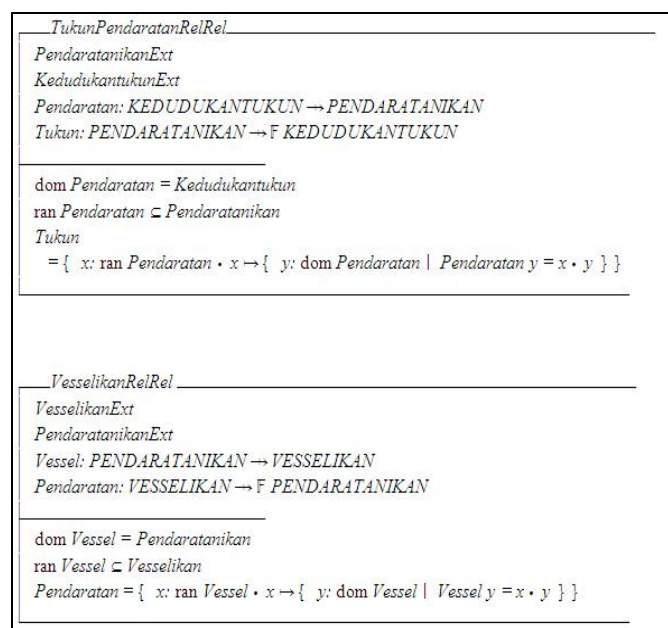 TukunPendaratanRelRel
PendaratanikanExt
KedudukantukunExt
Pendaratan: KEDUDUKANTUKUN → PENDARATANIKAN
Tukun: PENDARATANIKAN → 𝔽 KEDUDUKANTUKUN
dom Pendaratan = Kedudukantukun
ran Pendaratan ⊆ Pendaratanikan
Tukun
= { x: ran Pendaratan • x ↦ { y: dom Pendaratan | Pendaratan y = x • y } }
VesselikanRelRel
VesselikanExt
PendaratanikanExt
Vessel: PENDARATANIKAN → VESSELIKAN
Pendaratan: VESSELIKAN → 𝔽 PENDARATANIKAN
dom Vessel = Pendaratanikan
ran Vessel ⊆ Vesselikan
Pendaratan = { x: ran Vessel • x ↦ { y: dom Vessel | Vessel y = x • y } }